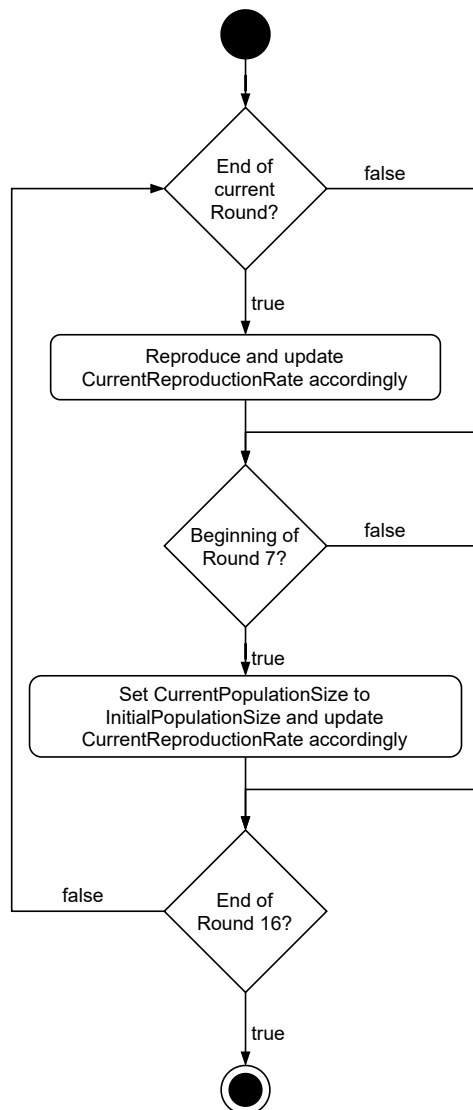 End of
current
Round?
false
true
Reproduce and update
CurrentReproductionRate accordingly
Beginning of
Round 7?
false
true
Set CurrentPopulationSize to
InitialPopulationSize and update
CurrentReproductionRate accordingly
End of
Round 16?
false
true